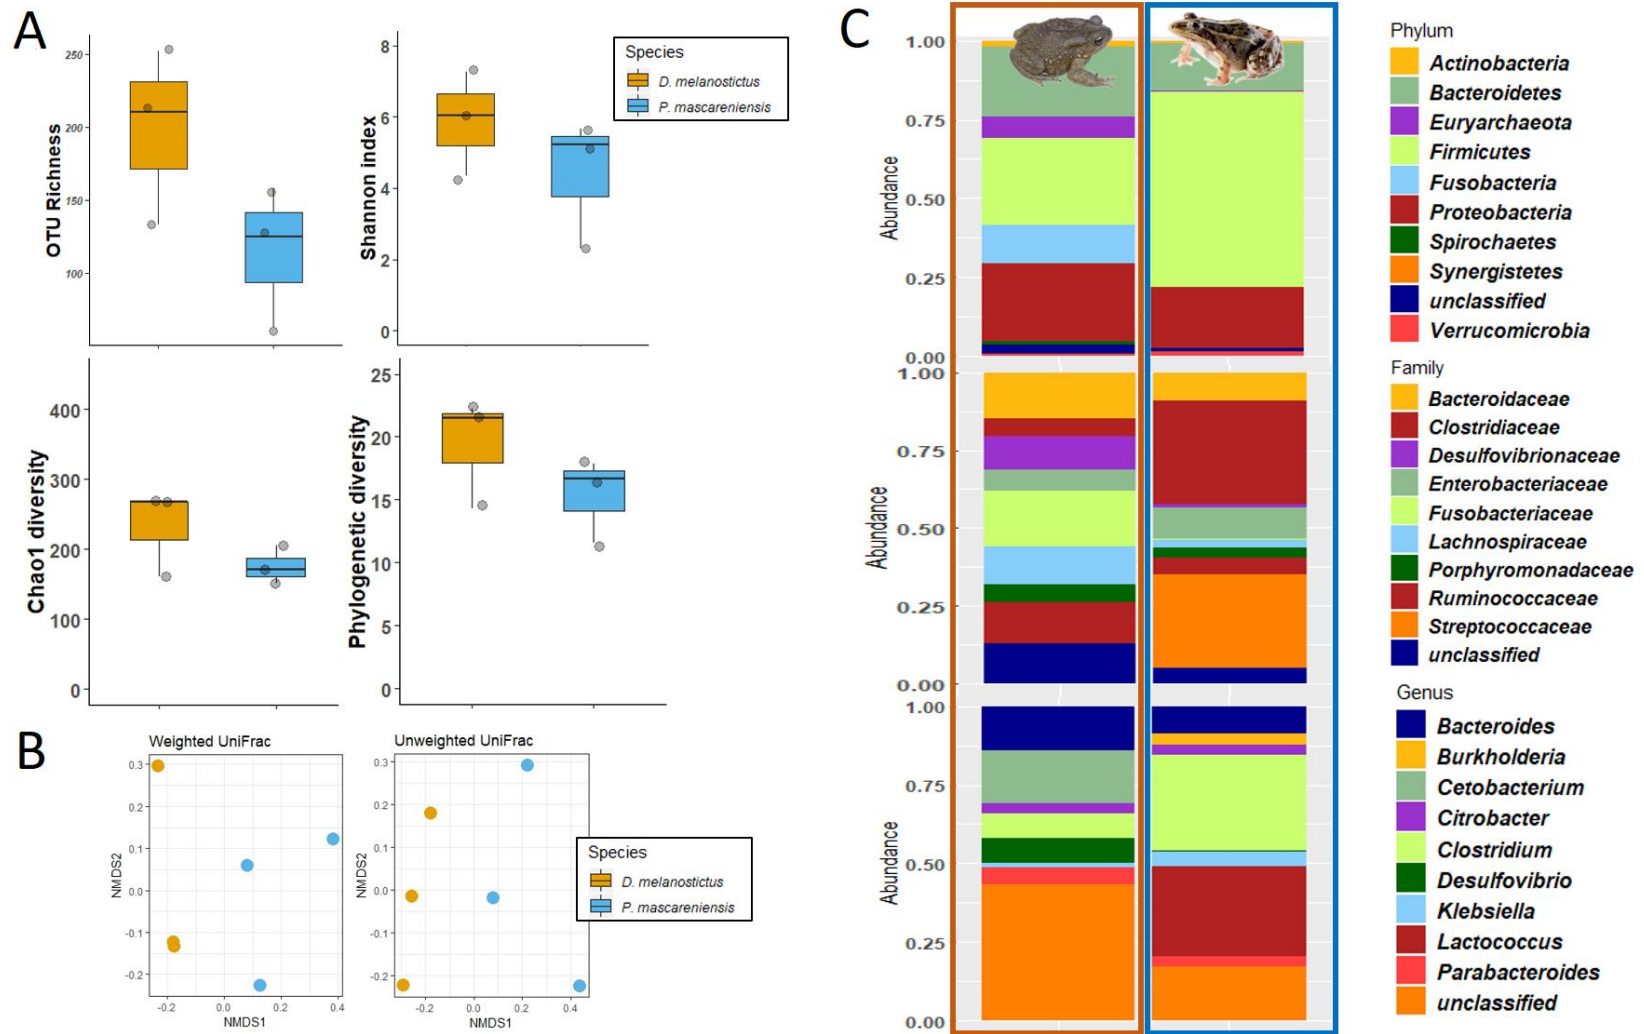 A
OTU Richness
250
200
150
100
Shannon index
8
6
4
2
0
Species
D. melanostictus
P. mascareniensis
Chao1 diversity
400
300
200
100
0
Phylogenetic diversity
25
20
15
10
5
0
B
Weighted UniFrac
NMDS2
0.3
0.2
0.1
0.0
-0.1
-0.2
-0.2
0.0
0.2
0.4
NMDS1
Unweighted UniFrac
NMDS2
0.3
0.2
0.1
0.0
-0.1
-0.2
-0.2
0.0
0.2
0.4
NMDS1
Species
D. melanostictus
P. mascareniensis
C
Abundance
1.00
0.75
0.50
0.25
0.00
Abundance
1.00
0.75
0.50
0.25
0.00
Abundance
1.00
0.75
0.50
0.25
0.00
Phylum
Actinobacteria
Bacteroidetes
Euryarchaeota
Firmicutes
Fusobacteria
Proteobacteria
Spirochaetes
Synergistetes
unclassified
Verrucomicrobia
Family
Bacteroidaceae
Clostridiaceae
Desulfovibrionaceae
Enterobacteriaceae
Fusobacteriaceae
Lachnospiraceae
Porphyromonadaceae
Ruminococcaceae
Streptococcaceae
unclassified
Genus
Bacteroides
Burkholderia
Cetobacterium
Citrobacter
Clostridium
Desulfovibrio
Klebsiella
Lactococcus
Parabacteroides
unclassified